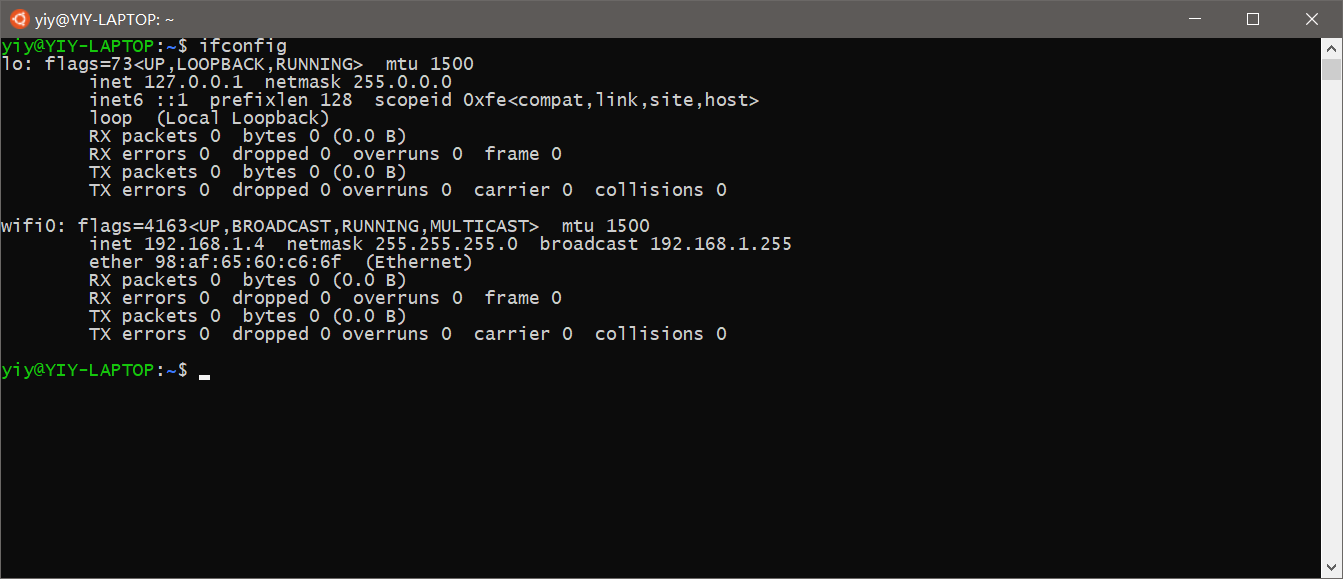 yiy@YIY-LAPTOP: ~
yiy@YIY-LAPTOP:~$ ifconfig
lo: flags=73<UP,LOOPBACK,RUNNING>  mtu 1500
        inet 127.0.0.1  netmask 255.0.0.0
        inet6 ::1  prefixlen 128  scopeid 0xfe<compat,link,site,host>
        loop  (Local Loopback)
        RX packets 0  bytes 0 (0.0 B)
        RX errors 0  dropped 0  overruns 0  frame 0
        TX packets 0  bytes 0 (0.0 B)
        TX errors 0  dropped 0 overruns 0  carrier 0  collisions 0

wifi0: flags=4163<UP,BROADCAST,RUNNING,MULTICAST>  mtu 1500
        inet 192.168.1.4  netmask 255.255.255.0  broadcast 192.168.1.255
        ether 98:af:65:60:c6:6f  (Ethernet)
        RX packets 0  bytes 0 (0.0 B)
        RX errors 0  dropped 0  overruns 0  frame 0
        TX packets 0  bytes 0 (0.0 B)
        TX errors 0  dropped 0 overruns 0  carrier 0  collisions 0

yiy@YIY-LAPTOP:~$